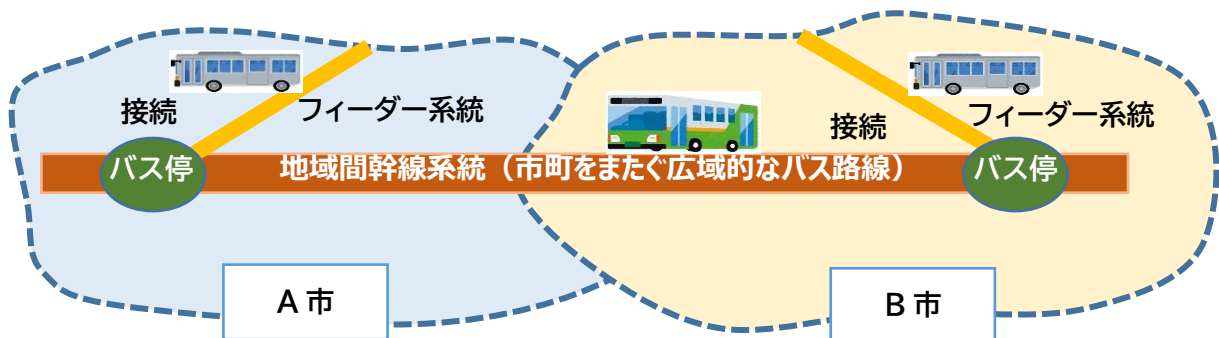 接続
フィーダー系統
接続
フィーダー系統
バス停
地域間幹線系統（市町をまたぐ広域的なバス路線）
バス停
A 市
B 市